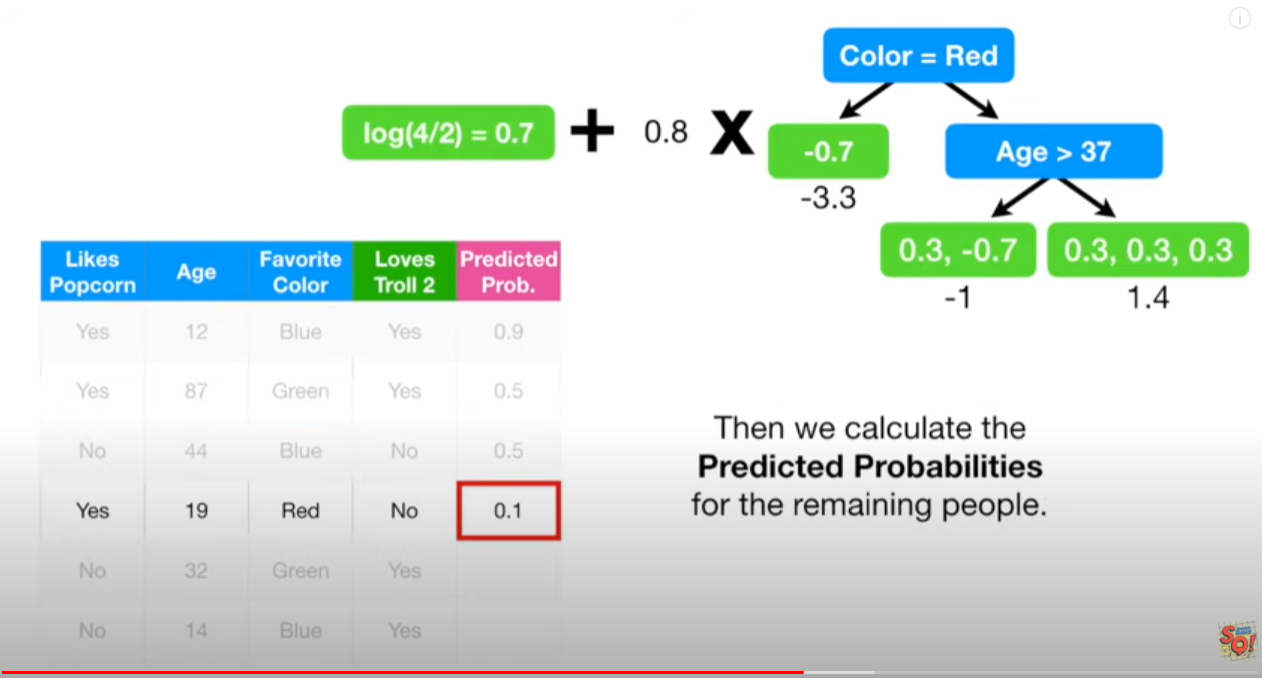 Color = Red
log(4/2) = 0.7 + 0.8 X -0.7 Age > 37
-3.3
0.3, -0.7 0.3, 0.3, 0.3
-1 1.4
Likes Popcorn Age Favorite Color Loves Troll 2 Predicted Prob.
Yes 12 Blue Yes 0.9
Yes 87 Green Yes 0.5
No 44 Blue No 0.5
Yes 19 Red No 0.1
No 32 Green Yes
No 14 Blue Yes
Then we calculate the
Predicted Probabilities
for the remaining people.
SQ!